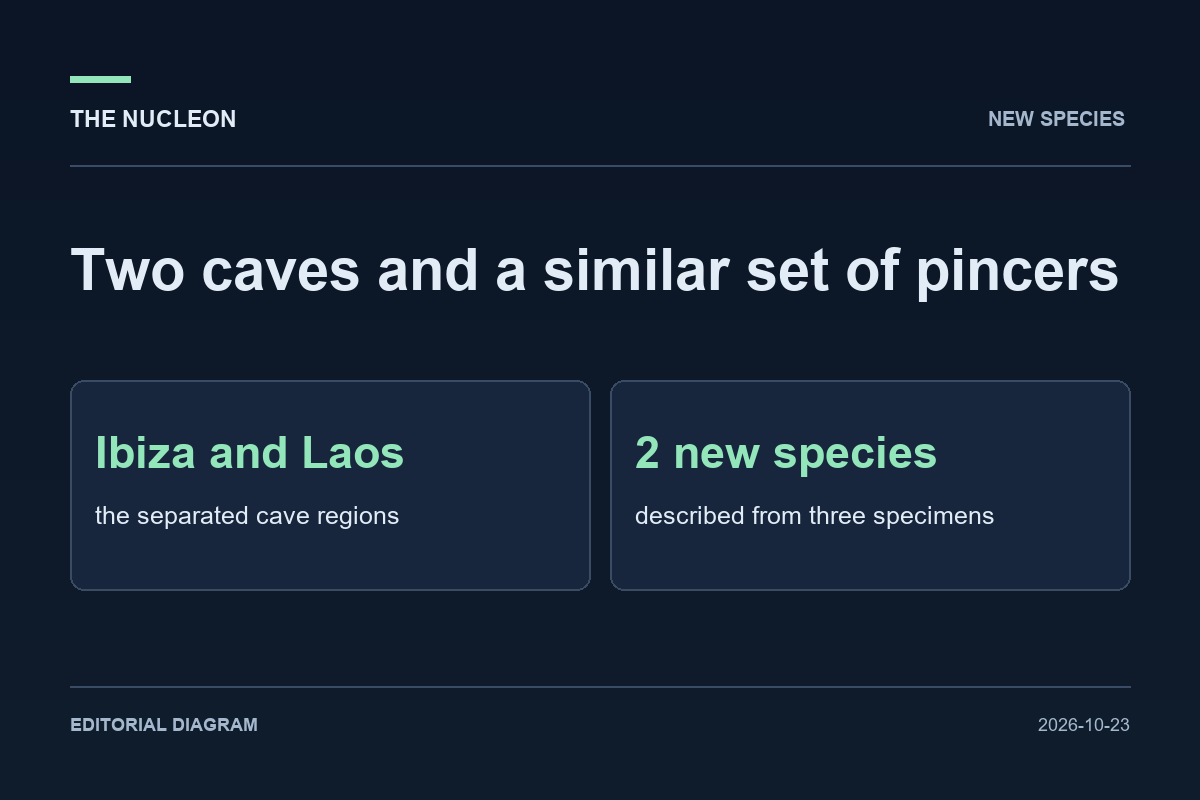 THE NUCLEON
NEW SPECIES
Two caves and a similar set of pincers
Ibiza and Laos
the separated cave regions
2 new species
described from three specimens
EDITORIAL DIAGRAM
2026-10-23